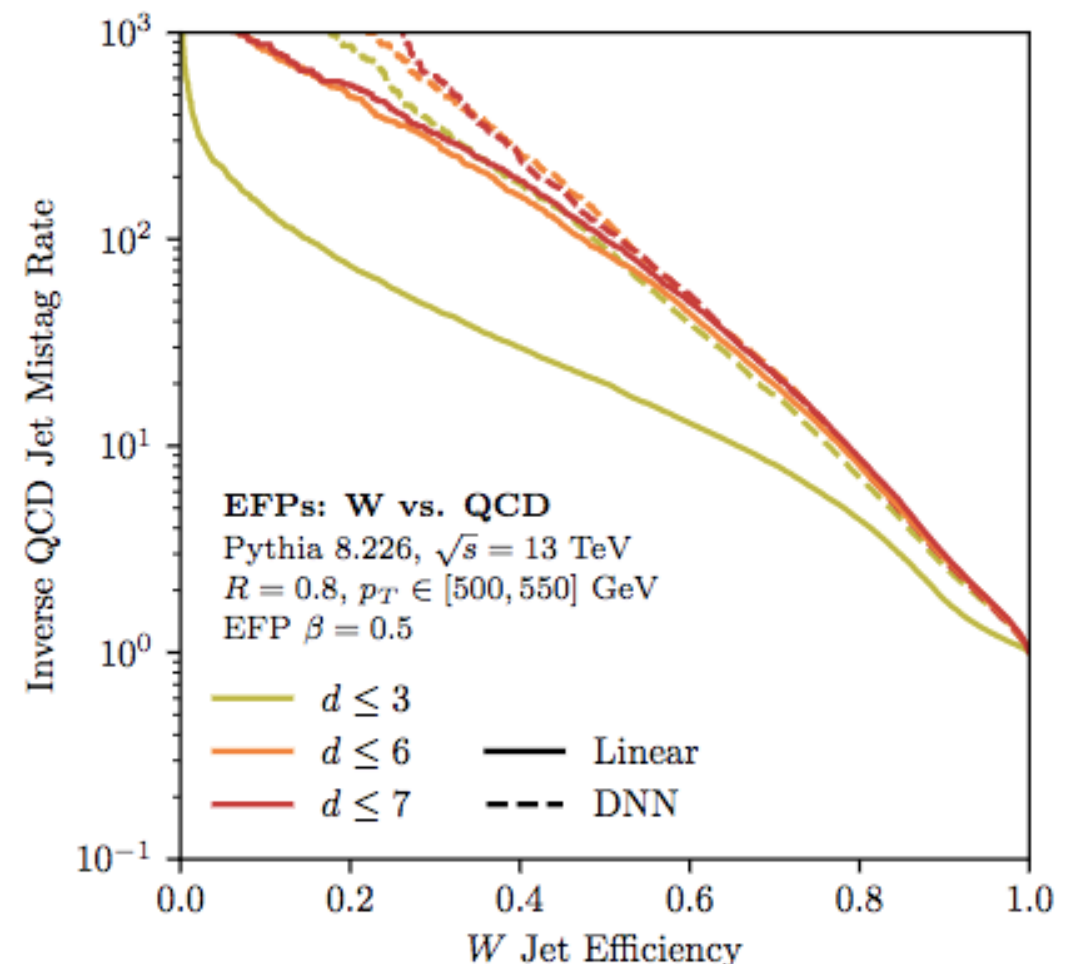 Inverse QCD Jet Mistag Rate
10³
10²
10¹
10⁰
10⁻¹
EFPs: W vs. QCD
Pythia 8.226, √s = 13 TeV
R = 0.8, p_T ∈ [500, 550] GeV
EFP β = 0.5
d ≤ 3
d ≤ 6
d ≤ 7
Linear
DNN
0.0 0.2 0.4 0.6 0.8 1.0
W Jet Efficiency